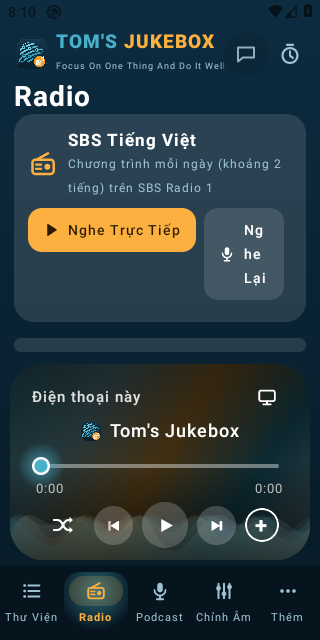 8:10
TOM'S JUKEBOX
Focus On One Thing And Do It Well
Radio
SBS Tiếng Việt
Chương trình mỗi ngày (khoảng 2
tiếng) trên SBS Radio 1
Nghe Trực Tiếp
Ng
he
Lại
Điện thoại này
Tom's Jukebox
0:00
0:00
Thư Viện
Radio
Podcast
Chỉnh Âm
Thêm